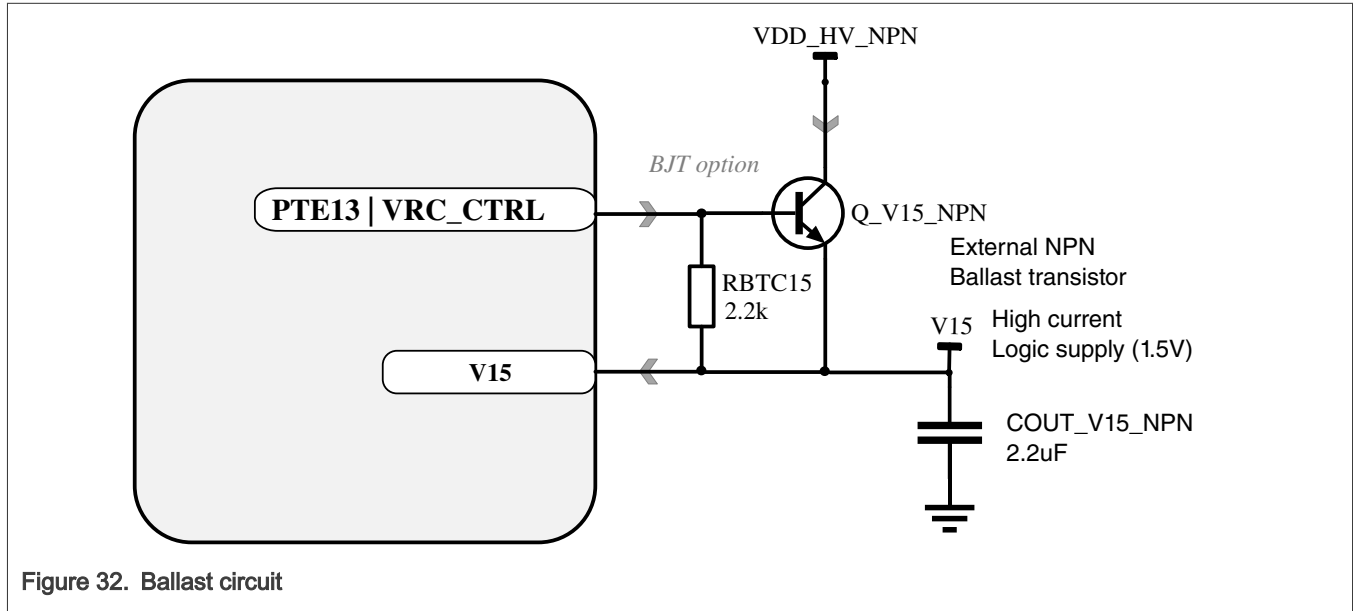 VDD_HV_NPN
BJT option
PTE13 | VRC_CTRL
Q_V15_NPN
External NPN
Ballast transistor
RBTC15
2.2k
V15
High current
Logic supply (1.5V)
V15
COUT_V15_NPN
2.2uF
Figure 32. Ballast circuit